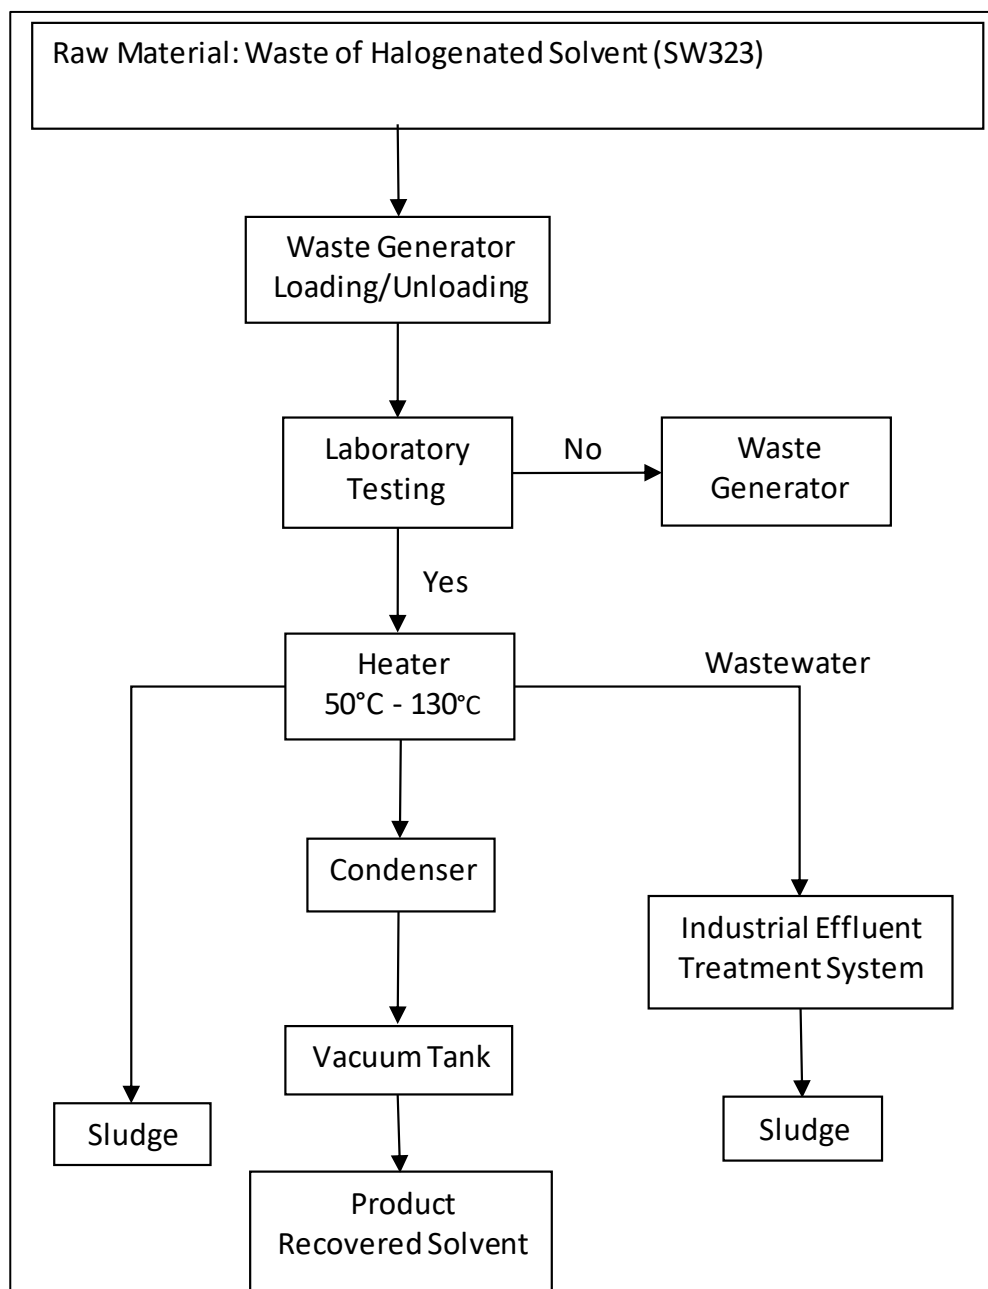 Raw Material: Waste of Halogenated Solvent (SW323)
Waste Generator
Loading/Unloading
Laboratory
Testing
No
Waste
Generator
Yes
Heater
50°C - 130°C
Wastewater
Condenser
Industrial Effluent
Treatment System
Vacuum Tank
Sludge
Sludge
Product
Recovered Solvent